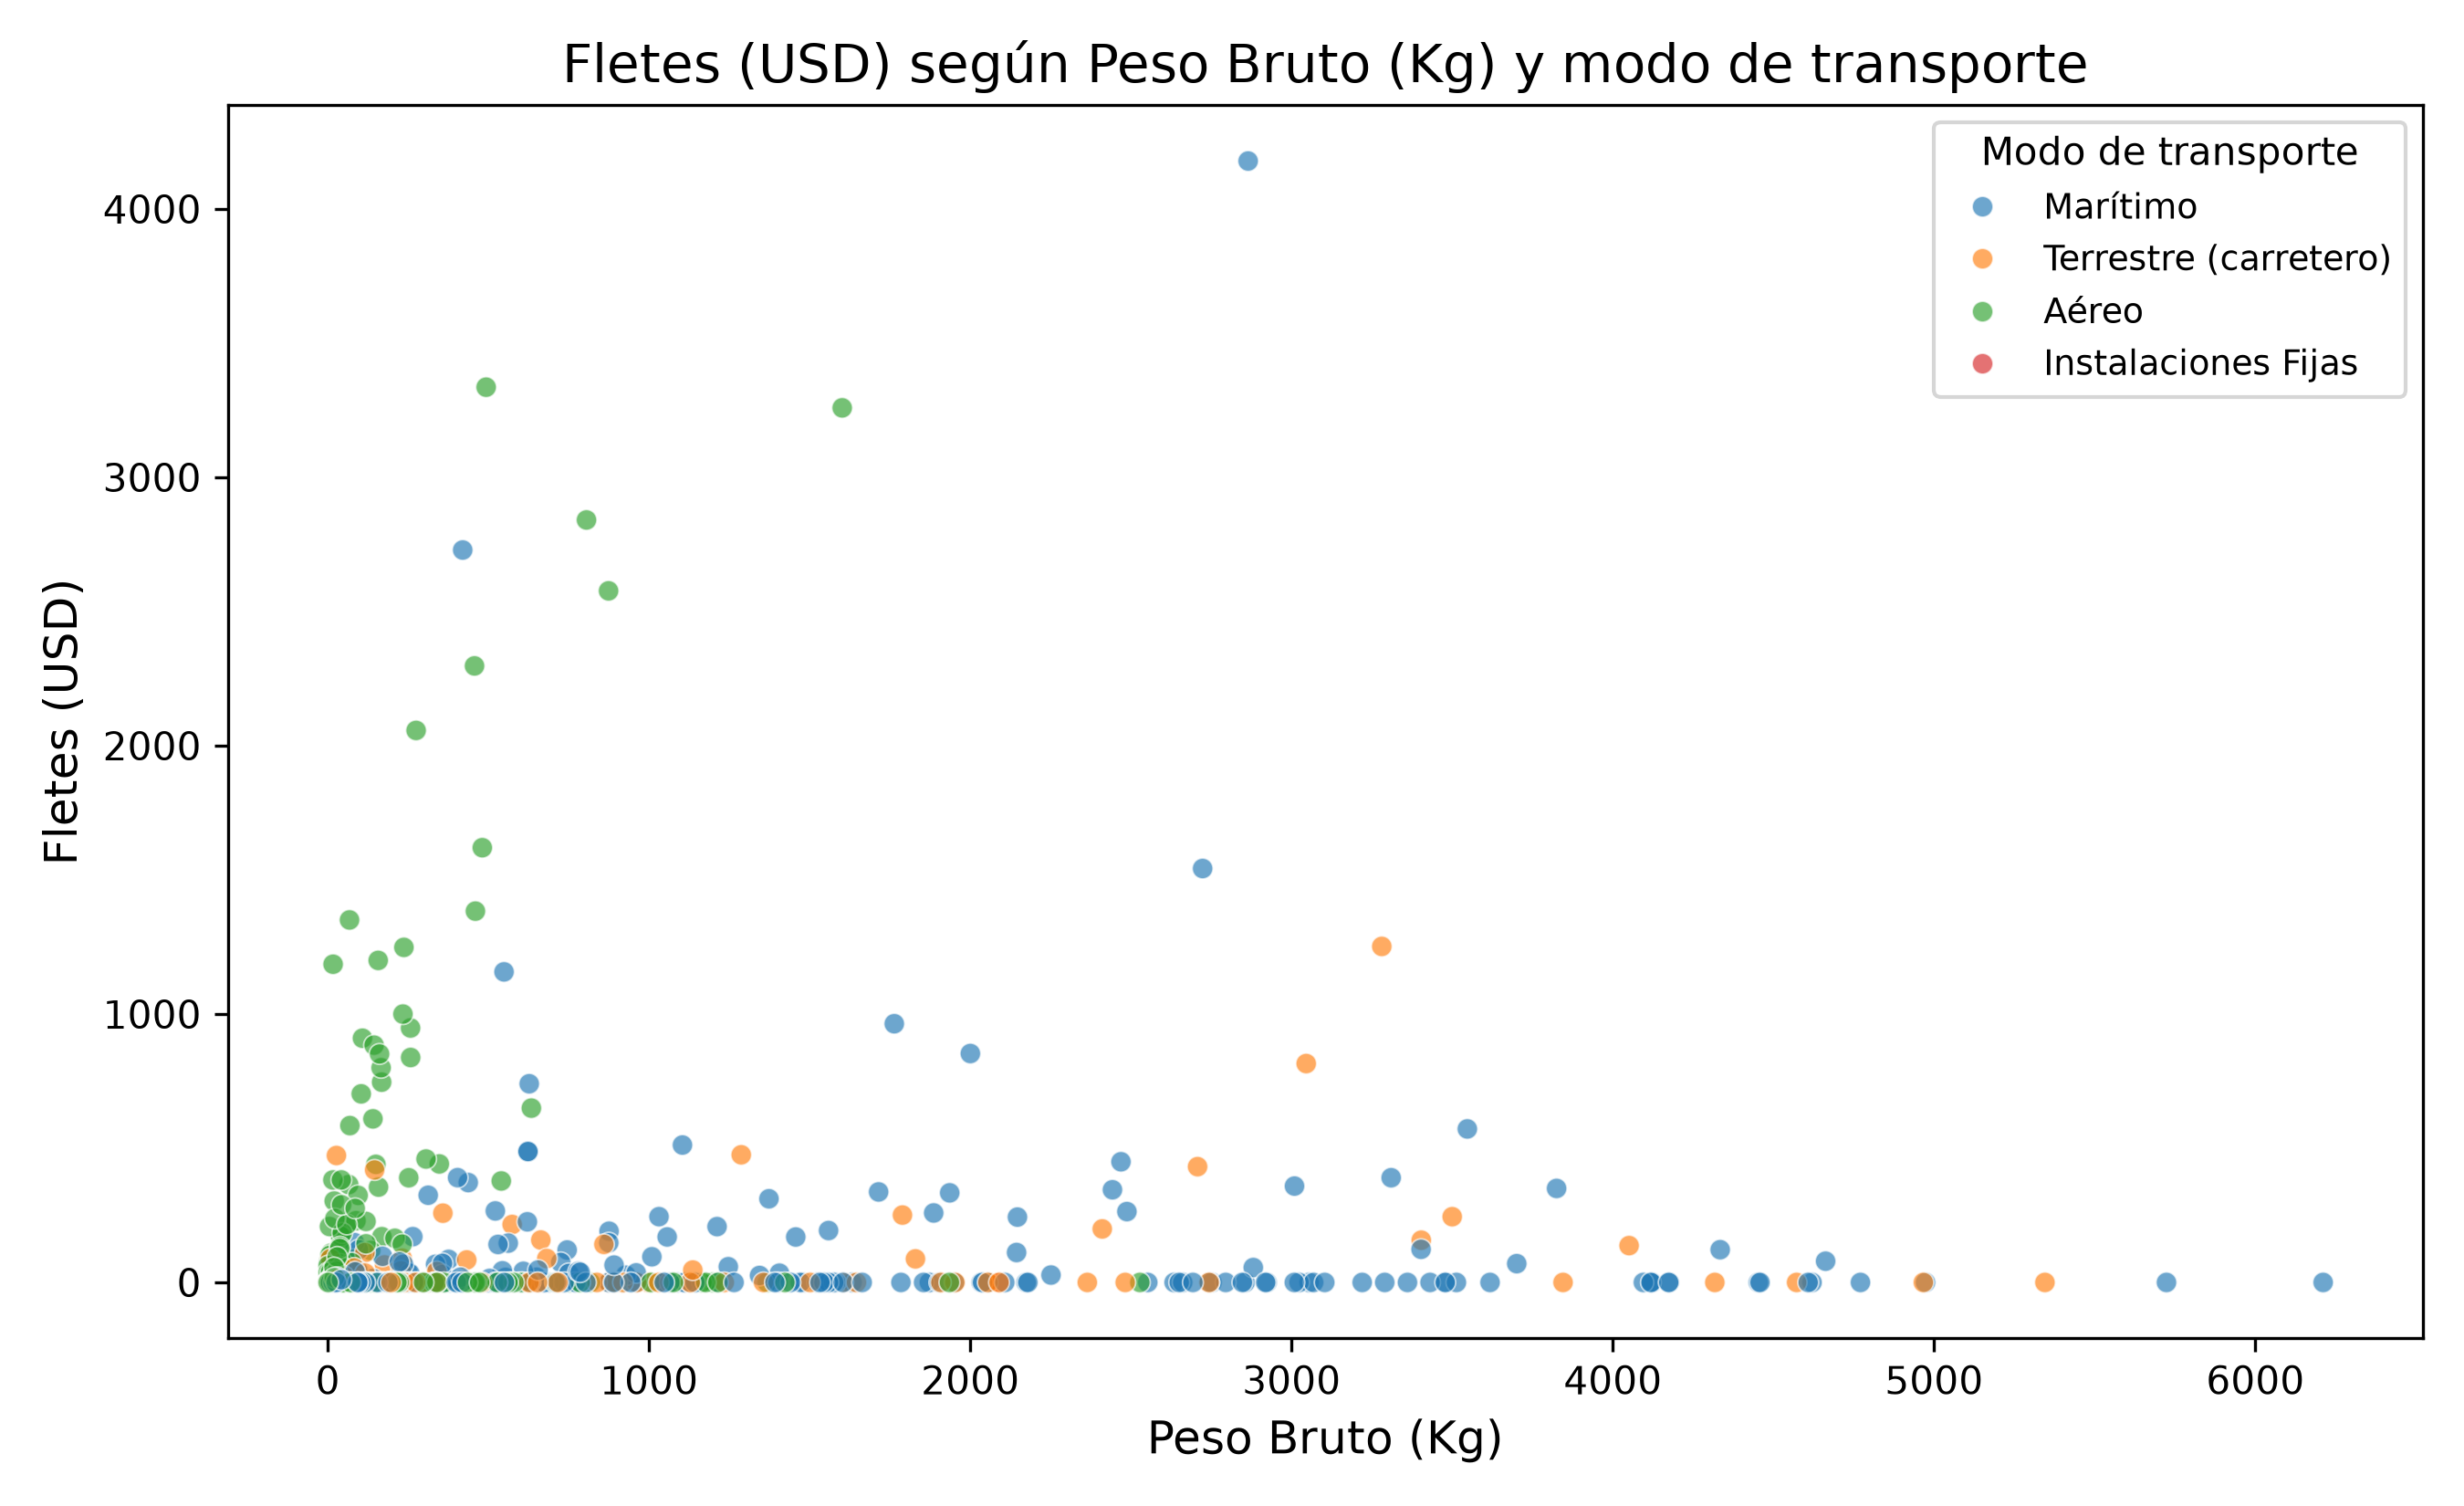 Fletes (USD) según Peso Bruto (Kg) y modo de transporte
Modo de transporte
Marítimo
Terrestre (carretero)
Aéreo
Instalaciones Fijas
Fletes (USD)
4000
3000
2000
1000
0
0 1000 2000 3000 4000 5000 6000
Peso Bruto (Kg)